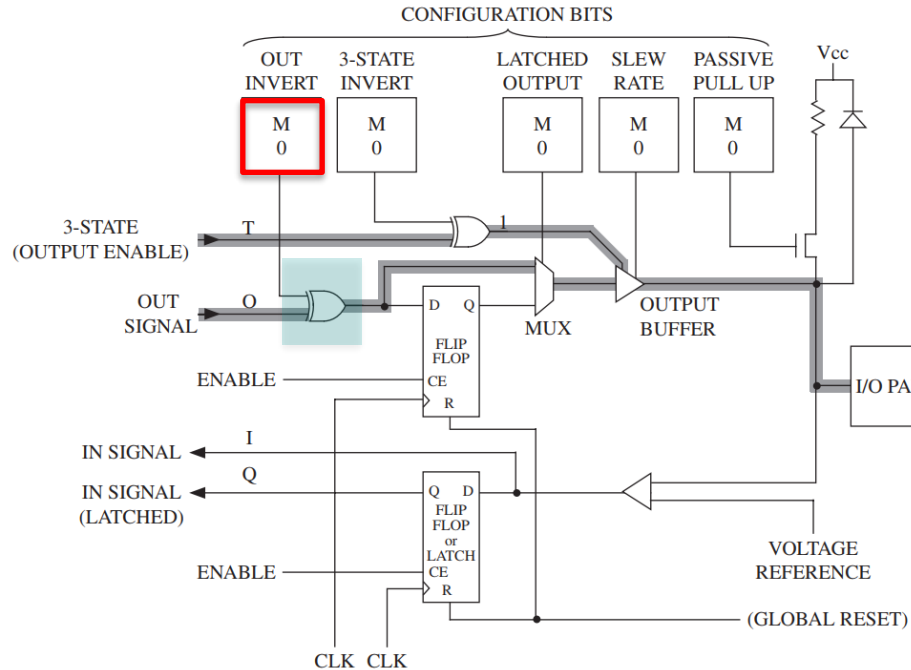 CONFIGURATION BITS
OUT
INVERT
3-STATE
INVERT
LATCHED
OUTPUT
SLEW
RATE
PASSIVE
PULL UP
Vcc
M
0
M
0
M
0
M
0
M
0
3-STATE
(OUTPUT ENABLE)
T
1
OUT
SIGNAL
O
D
Q
FLIP
FLOP
CE
R
MUX
OUTPUT
BUFFER
I/O PA
ENABLE
IN SIGNAL
I
IN SIGNAL
(LATCHED)
Q
Q
D
FLIP
FLOP
or
LATCH
CE
R
VOLTAGE
REFERENCE
ENABLE
(GLOBAL RESET)
CLK
CLK